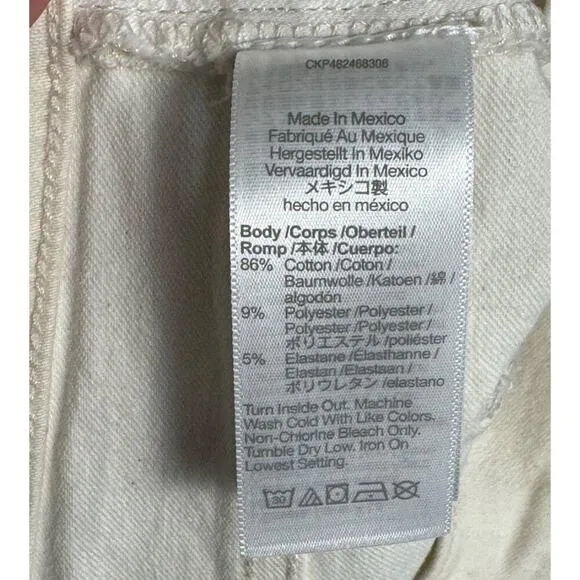 CKP482468306
Made In Mexico
Fabriqué Au Mexique
Hergestellt In Mexiko
Vervaardigd In Mexico
メキシコ製
hecho en méxico
Body /Corps /Oberteil /
Romp /本体 /Cuerpo:
86% Cotton /Coton /
Baumwolle /Katoen /綿 /
algodón
9% Polyester /Polyester /
Polyester /Polyester /
ポリエステル /poliéster
5% Elastane /Élasthanne /
Elastan /Elastaan /
ポリウレタン /elastano
Turn Inside Out. Machine
Wash Cold With Like Colors.
Non-Chlorine Bleach Only.
Tumble Dry Low. Iron On
Lowest Setting.
30